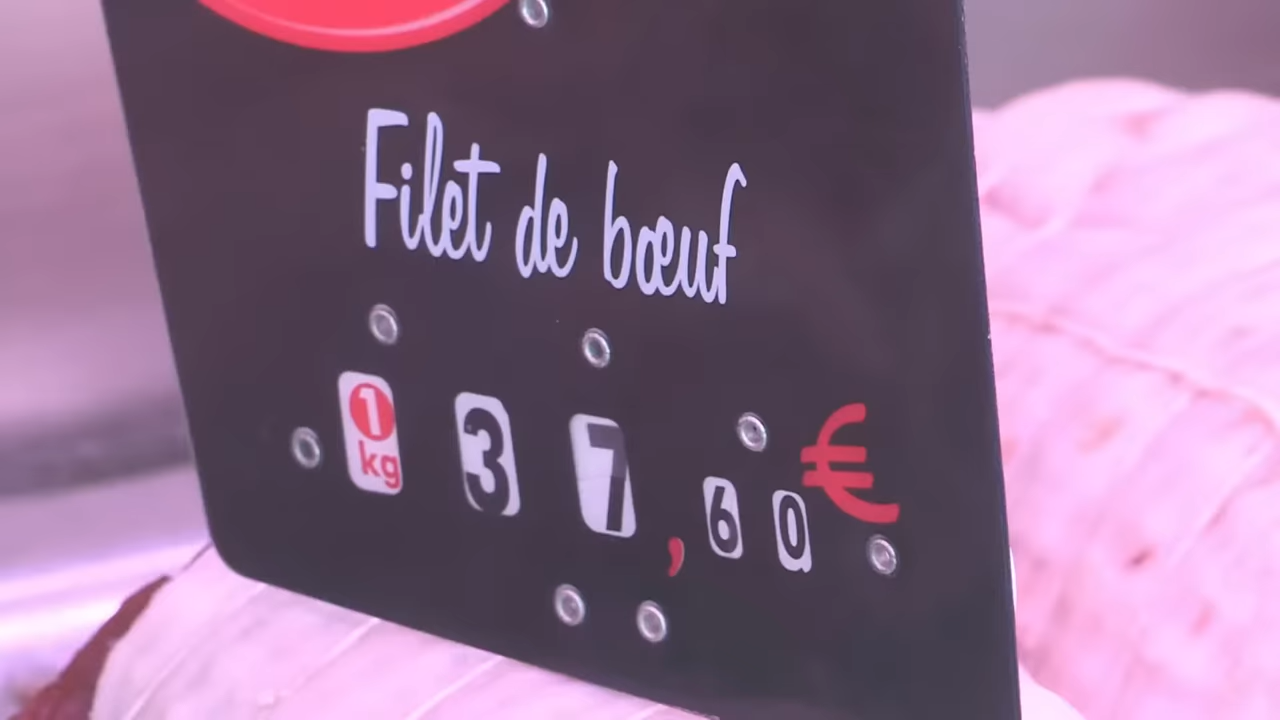 Filet de bœuf
1 kg 37,60 €